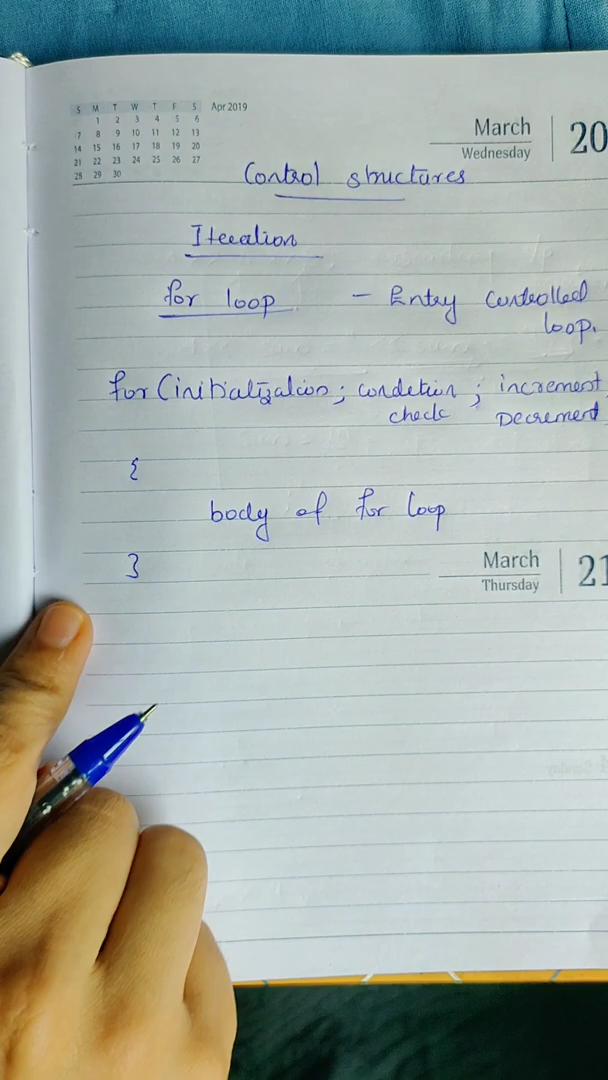 S M T W T F S Apr 2019
1 2 3 4 5 6
7 8 9 10 11 12 13
14 15 16 17 18 19 20
21 22 23 24 25 26 27
28 29 30
March
Wednesday
20
Control structures
Iteration
for loop - Entry controlled
loop.
for (initialization; condition; increment
check Decrement
{
body of for loop
}
March
Thursday
21